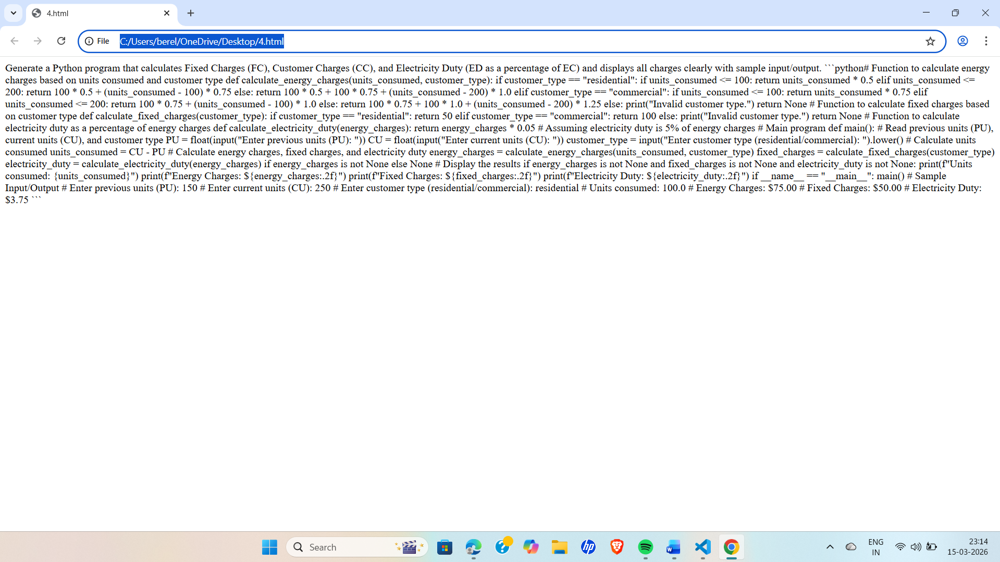 4.html
File
C:/Users/berel/OneDrive/Desktop/4.html
Generate a Python program that calculates Fixed Charges (FC), Customer Charges (CC), and Electricity Duty (ED as a percentage of EC) and displays all charges clearly with sample input/output. ```python# Function to calculate energy
charges based on units consumed and customer type def calculate_energy_charges(units_consumed, customer_type): if customer_type == "residential": if units_consumed <= 100: return units_consumed * 0.5 elif units_consumed <=
200: return 100 * 0.5 + (units_consumed - 100) * 0.75 else: return 100 * 0.5 + 100 * 0.75 + (units_consumed - 200) * 1.0 elif customer_type == "commercial": if units_consumed <= 100: return units_consumed * 0.75 elif
units_consumed <= 200: return 100 * 0.75 + (units_consumed - 100) * 1.0 else: return 100 * 0.75 + 100 * 1.0 + (units_consumed - 200) * 1.25 else: print("Invalid customer type.") return None # Function to calculate fixed charges based
on customer type def calculate_fixed_charges(customer_type): if customer_type == "residential": return 50 elif customer_type == "commercial": return 100 else: print("Invalid customer type.") return None # Function to calculate
electricity duty as a percentage of energy charges def calculate_electricity_duty(energy_charges): return energy_charges * 0.05 # Assuming electricity duty is 5% of energy charges # Main program def main(): # Read previous units (PU),
current units (CU), and customer type PU = float(input("Enter previous units (PU): ")) CU = float(input("Enter current units (CU): ")) customer_type = input("Enter customer type (residential/commercial): ").lower() # Calculate units
consumed units_consumed = CU - PU # Calculate energy charges, fixed charges, and electricity duty energy_charges = calculate_energy_charges(units_consumed, customer_type) fixed_charges = calculate_fixed_charges(customer_type)
electricity_duty = calculate_electricity_duty(energy_charges) if energy_charges is not None else None # Display the results if energy_charges is not None and fixed_charges is not None and electricity_duty is not None: print(f"Units
consumed: {units_consumed}") print(f"Energy Charges: ${energy_charges:.2f}") print(f"Fixed Charges: ${fixed_charges:.2f}") print(f"Electricity Duty: ${electricity_duty:.2f}") if __name__ == "__main__": main() # Sample
Input/Output # Enter previous units (PU): 150 # Enter current units (CU): 250 # Enter customer type (residential/commercial): residential # Units consumed: 100.0 # Energy Charges: $75.00 # Fixed Charges: $50.00 # Electricity Duty:
$3.75 ```
Search
hp
W
ENG
IN
23:14
15-03-2026